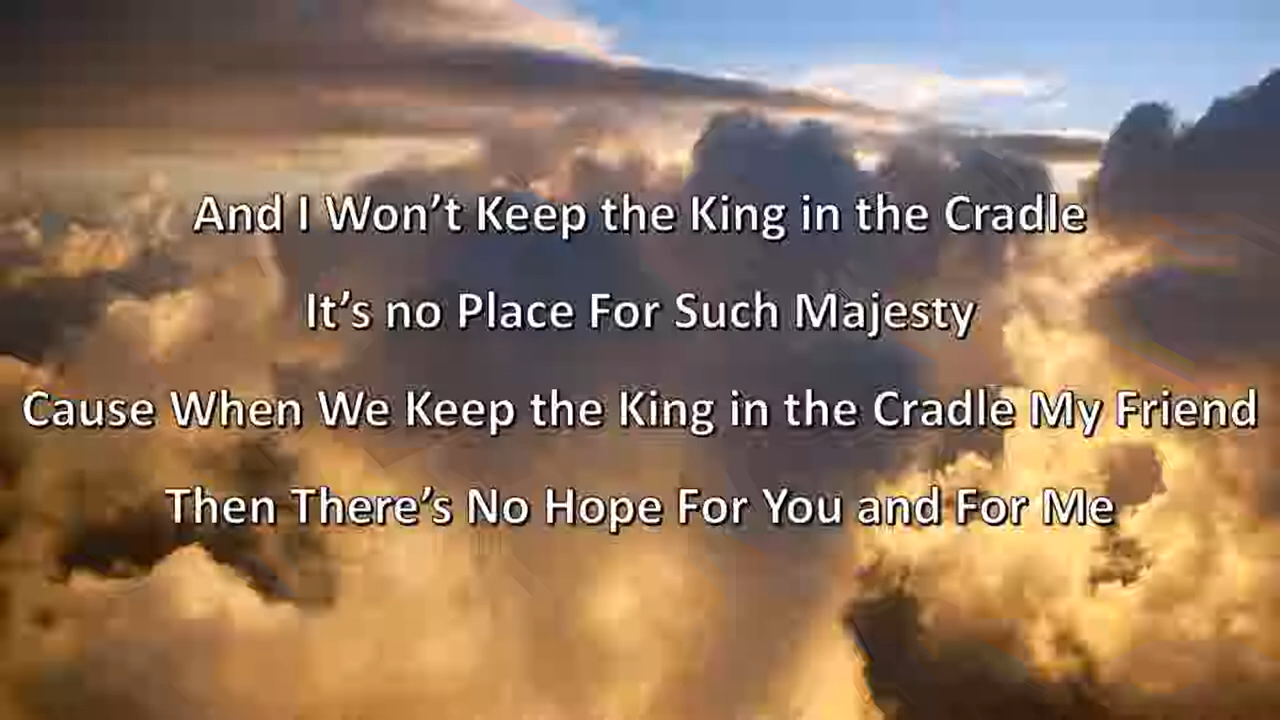 And I Won’t Keep the King in the Cradle
It’s no Place For Such Majesty
Cause When We Keep the King in the Cradle My Friend
Then There’s No Hope For You and For Me